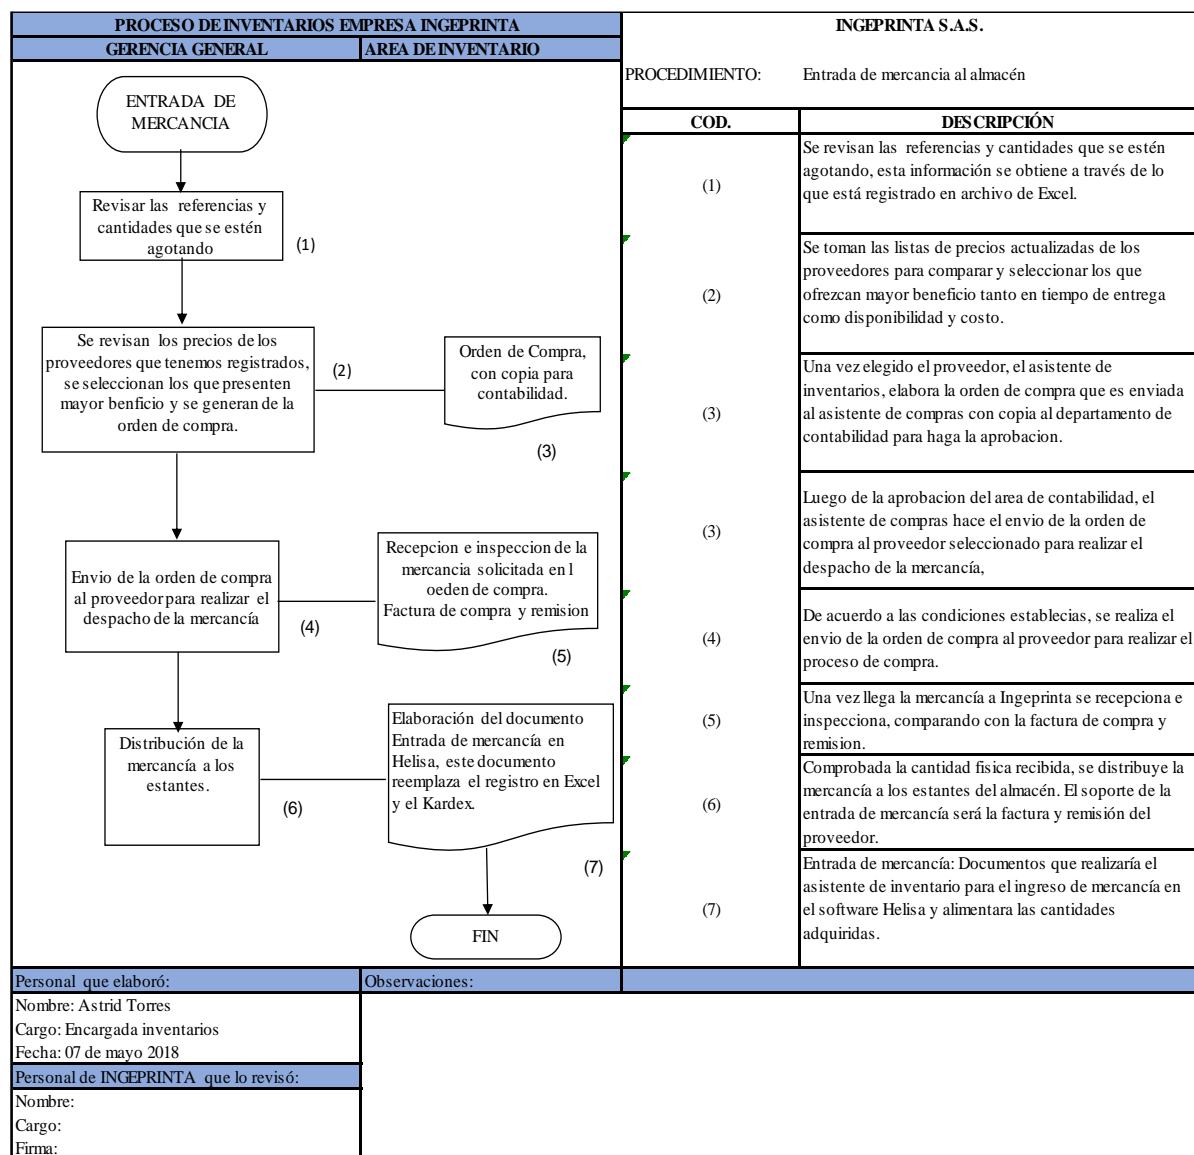 PROCESO DE INVENTARIOS EMPRESA INGEPRINTA
GERENCIA GENERAL
AREA DE INVENTARIO
ENTRADA DE
MERCANCIA
Revisar las referencias y
cantidades que se estén
agotando
(1)
Se revisan los precios de los
proveedores que tenemos registrados,
se seleccionan los que presenten
mayor benficio y se generan de la
orden de compra.
(2)
Orden de Compra,
con copia para
contabilidad.
(3)
Envio de la orden de compra
al proveedor para realizar el
despacho de la mercancía
(4)
Recepcion e inspeccion de la
mercancia solicitada en l
oeden de compra.
Factura de compra y remision
(5)
Distribución de la
mercancía a los
estantes.
(6)
Elaboración del documento
Entrada de mercancía en
Helisa, este documento
reemplaza el registro en Excel
y el Kardex.
(7)
FIN
INGEPRINTA S.A.S.
PROCEDIMIENTO: Entrada de mercancia al almacén
COD.
DESCRIPCIÓN
(1)
Se revisan las referencias y cantidades que se estén
agotando, esta información se obtiene a través de lo
que está registrado en archivo de Excel.
(2)
Se toman las listas de precios actualizadas de los
proveedores para comparar y seleccionar los que
ofrezcan mayor beneficio tanto en tiempo de entrega
como disponibilidad y costo.
(3)
Una vez elegido el proveedor, el asistente de
inventarios, elabora la orden de compra que es enviada
al asistente de compras con copia al departamento de
contabilidad para haga la aprobacion.
(3)
Luego de la aprobacion del area de contabilidad, el
asistente de compras hace el envio de la orden de
compra al proveedor seleccionado para realizar el
despacho de la mercancía,
(4)
De acuerdo a las condiciones establecias, se realiza el
envio de la orden de compra al proveedor para realizar el
proceso de compra.
(5)
Una vez llega la mercancía a Ingeprinta se recepciona e
inspecciona, comparando con la factura de compra y
remision.
(6)
Comprobada la cantidad fisica recibida, se distribuye la
mercancía a los estantes del almacén. El soporte de la
entrada de mercancía será la factura y remisión del
proveedor.
(7)
Entrada de mercancía: Documentos que realizaría el
asistente de inventario para el ingreso de mercancía en
el software Helisa y alimentara las cantidades
adquiridas.
Personal que elaboró:
Observaciones:
Nombre: Astrid Torres
Cargo: Encargada inventarios
Fecha: 07 de mayo 2018
Personal de INGEPRINTA que lo revisó:
Nombre:
Cargo:
Firma: